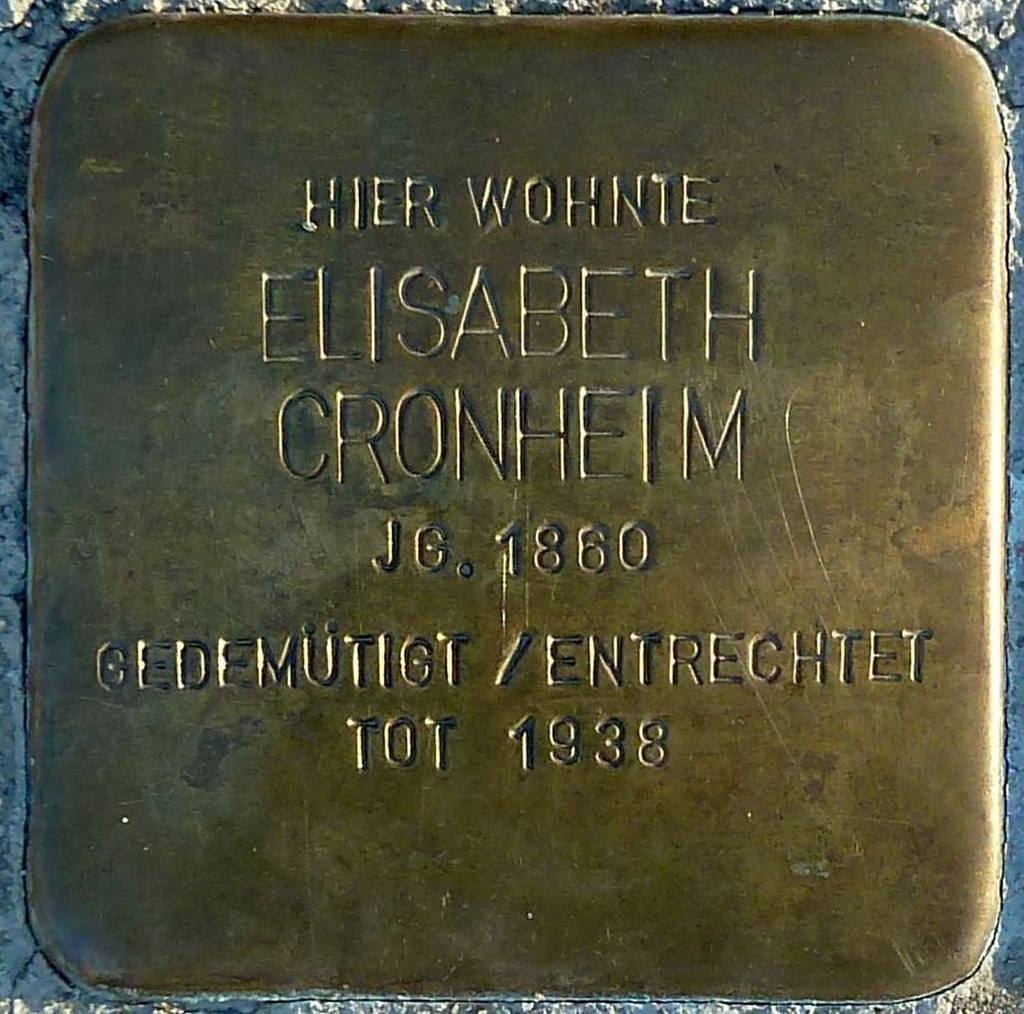 HIER WOHNTE
ELISABETH
CRONHEIM
JG. 1860
GEDEMÜTIGT / ENTRECHTET
TOT 1938